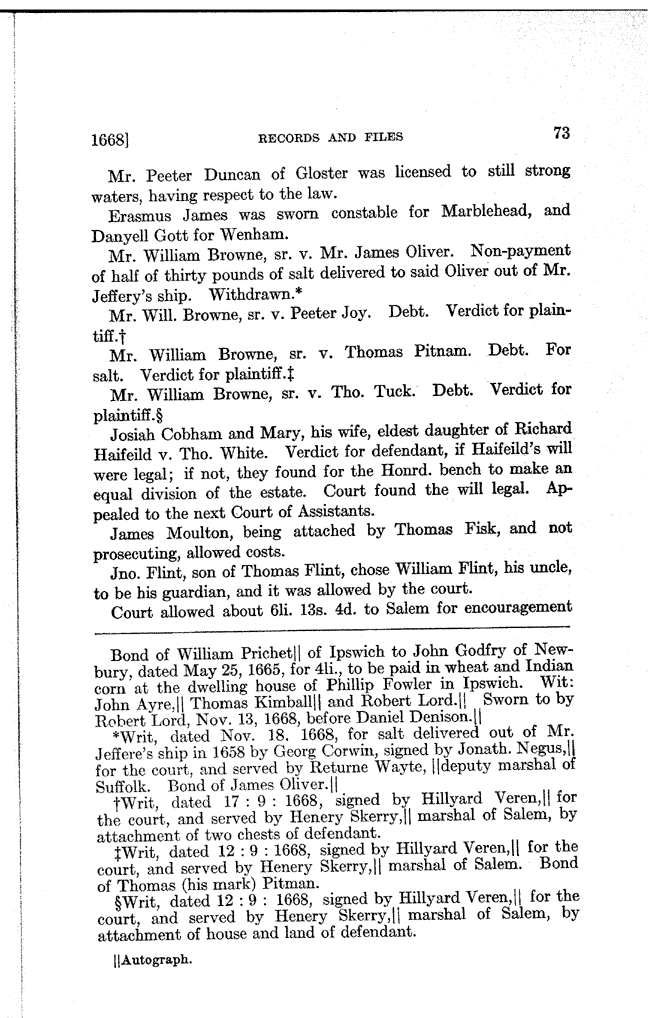 1668] RECORDS AND FILES 73
Mr. Peeter Duncan of Gloster was licensed to still strong
waters, having respect to the law.
Erasmus James was sworn constable for Marblehead, and
Danyell Gott for Wenham.
Mr. William Browne, sr. v. Mr. James Oliver. Non-payment
of half of thirty pounds of salt delivered to said Oliver out of Mr.
Jeffery's ship. Withdrawn.*
Mr. Will. Browne, sr. v. Peeter Joy. Debt. Verdict for plain-
tiff.†
Mr. William Browne, sr. v. Thomas Pitnam. Debt. For
salt. Verdict for plaintiff.‡
Mr. William Browne, sr. v. Tho. Tuck. Debt. Verdict for
plaintiff.§
Josiah Cobham and Mary, his wife, eldest daughter of Richard
Haifeild v. Tho. White. Verdict for defendant, if Haifeild's will
were legal; if not, they found for the Honrd. bench to make an
equal division of the estate. Court found the will legal. Ap-
pealed to the next Court of Assistants.
James Moulton, being attached by Thomas Fisk, and not
prosecuting, allowed costs.
Jno. Flint, son of Thomas Flint, chose William Flint, his uncle,
to be his guardian, and it was allowed by the court.
Court allowed about 6li. 13s. 4d. to Salem for encouragement
Bond of William Prichet|| of Ipswich to John Godfry of New-
bury, dated May 25, 1665, for 4li., to be paid in wheat and Indian
corn at the dwelling house of Phillip Fowler in Ipswich. Wit:
John Ayre,|| Thomas Kimball|| and Robert Lord.|| Sworn to by
Robert Lord, Nov. 13, 1668, before Daniel Denison.||
*Writ, dated Nov. 18, 1668, for salt delivered out of Mr.
Jeffere's ship in 1658 by Georg Corwin, signed by Jonath. Negus,||
for the court, and served by Returne Wayte, ||deputy marshal of
Suffolk. Bond of James Oliver.||
†Writ, dated 17 : 9 : 1668, signed by Hillyard Veren,|| for
the court, and served by Henery Skerry,|| marshal of Salem, by
attachment of two chests of defendant.
‡Writ, dated 12 : 9 : 1668, signed by Hillyard Veren,|| for the
court, and served by Henery Skerry,|| marshal of Salem. Bond
of Thomas (his mark) Pitman.
§Writ, dated 12 : 9 : 1668, signed by Hillyard Veren,|| for the
court, and served by Henery Skerry,|| marshal of Salem, by
attachment of house and land of defendant.
||Autograph.